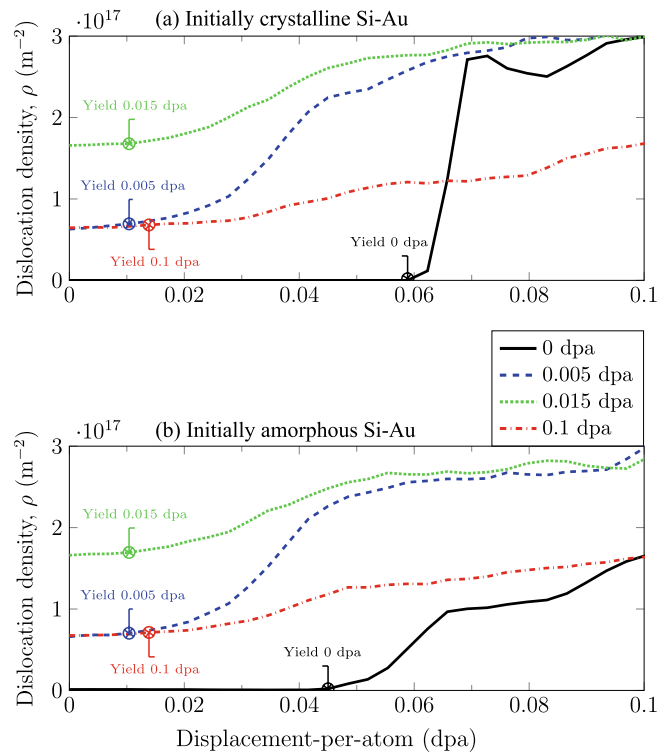 (a) Initially crystalline Si-Au
·10^17
Dislocation density, ρ (m^−2)
3
2
1
0
Yield 0.015 dpa
Yield 0.005 dpa
Yield 0.1 dpa
Yield 0 dpa
0 0.02 0.04 0.06 0.08 0.1
0 dpa
0.005 dpa
0.015 dpa
0.1 dpa
(b) Initially amorphous Si-Au
·10^17
Dislocation density, ρ (m^−2)
3
2
1
0
Yield 0.015 dpa
Yield 0.005 dpa
Yield 0.1 dpa
Yield 0 dpa
0 0.02 0.04 0.06 0.08 0.1
Displacement-per-atom (dpa)